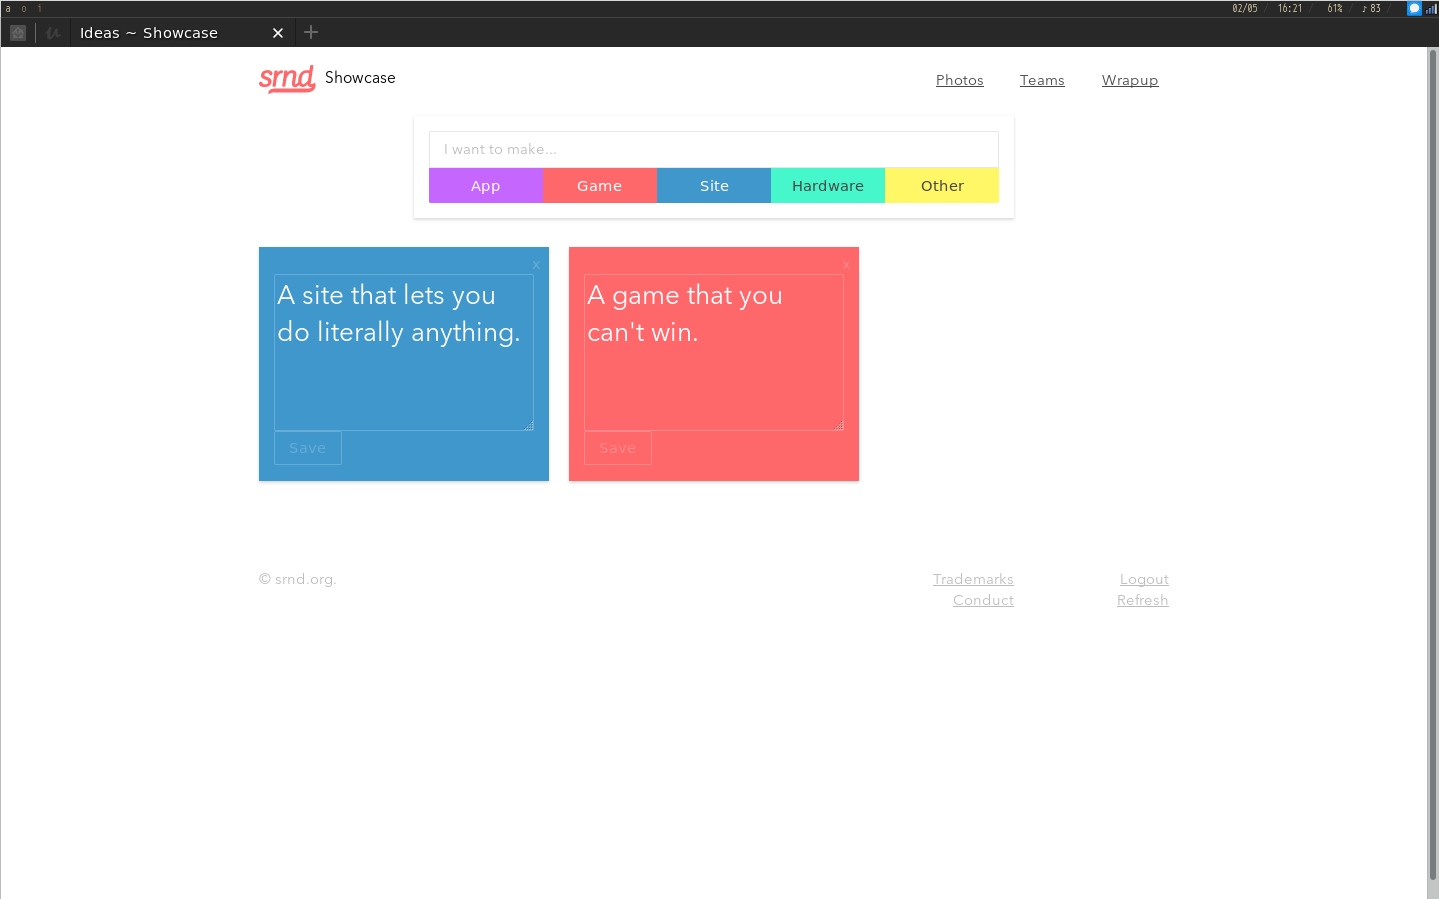 a o i 02/05 / 16:21 / 61% / ♪ 83 /
Ideas ~ Showcase
srnd Showcase Photos Teams Wrapup
I want to make...
App Game Site Hardware Other
x x
A site that lets you
do literally anything.
Save
A game that you
can't win.
Save
© srnd.org. Trademarks Logout
Conduct Refresh